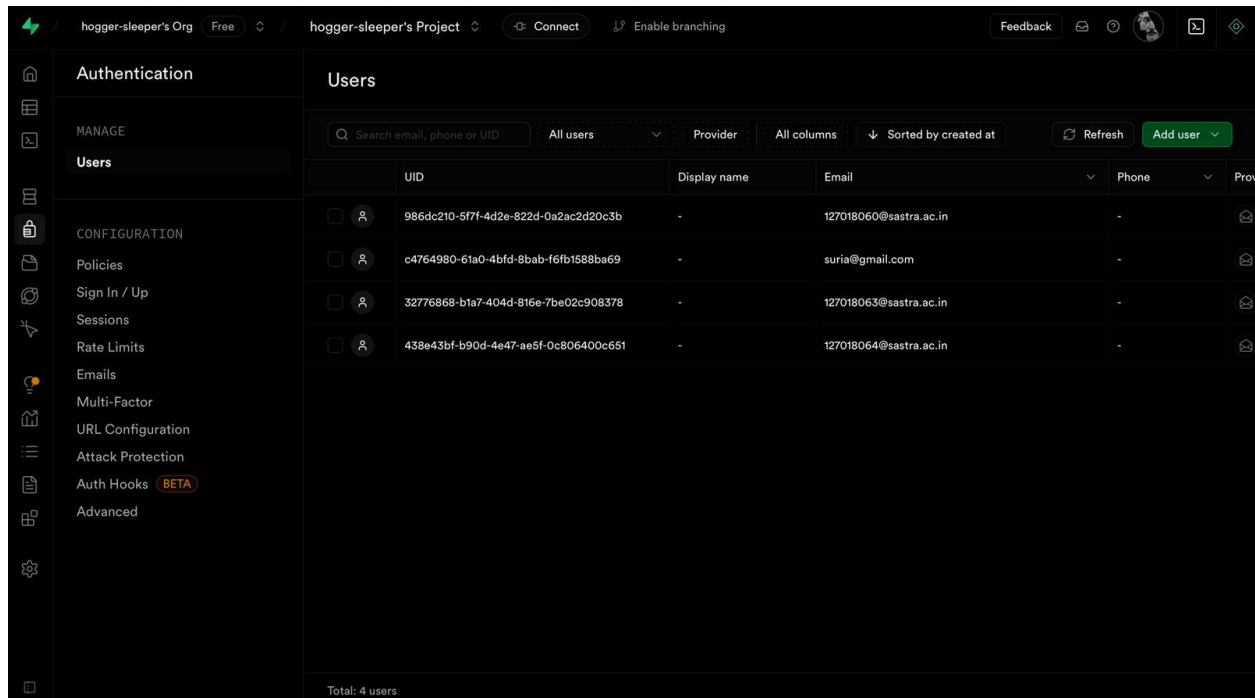 hogger-sleeper's Org Free / hogger-sleeper's Project Connect Enable branching Feedback
Authentication
MANAGE
Users
CONFIGURATION
Policies
Sign In / Up
Sessions
Rate Limits
Emails
Multi-Factor
URL Configuration
Attack Protection
Auth Hooks BETA
Advanced
Users
Search email, phone or UID All users Provider All columns Sorted by created at Refresh Add user
UID Display name Email Phone Prov
986dc210-5f7f-4d2e-822d-0a2ac2d20c3b - 127018060@sastra.ac.in -
c4764980-61a0-4bfd-8bab-f6fb1588ba69 - suria@gmail.com -
32776868-b1a7-404d-816e-7be02c908378 - 127018063@sastra.ac.in -
438e43bf-b90d-4e47-ae5f-0c806400c651 - 127018064@sastra.ac.in -
Total: 4 users